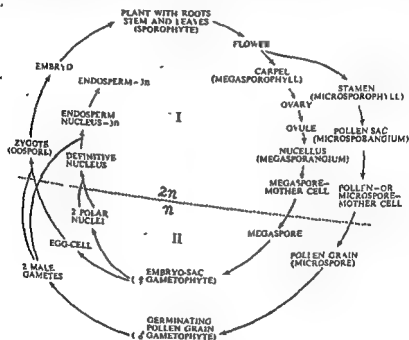 PLANT WITH ROOTS
STEM AND LEAVES
(SPOROPHYTE)
FLOWER
EMBRYO
CARPEL
(MEGASPOROPHYLL)
ENDOSPERM-3n
STAMEN
(MICROSPOROPHYLL)
OVARY
I
ENDOSPERM
NUCLEUS-3n
OVULE
POLLEN SAC
(MICROSPORANGIUM)
ZYGOTE
(OOSPORE)
NUCELLUS
(MEGASPORANGIUM)
DEFINITIVE
NUCLEUS
MEGASPORE-
MOTHER CELL
POLLEN-OR
MICROSPORE-
MOTHER CELL
2n
n
2 POLAR
NUCLEI
II
MEGASPORE
EGG-CELL
POLLEN GRAIN
(MICROSPORE)
2 MALE
GAMETES
EMBRYO-SAC
(♀ GAMETOPHYTE)
GERMINATING
POLLEN GRAIN
(♂ GAMETOPHYTE)